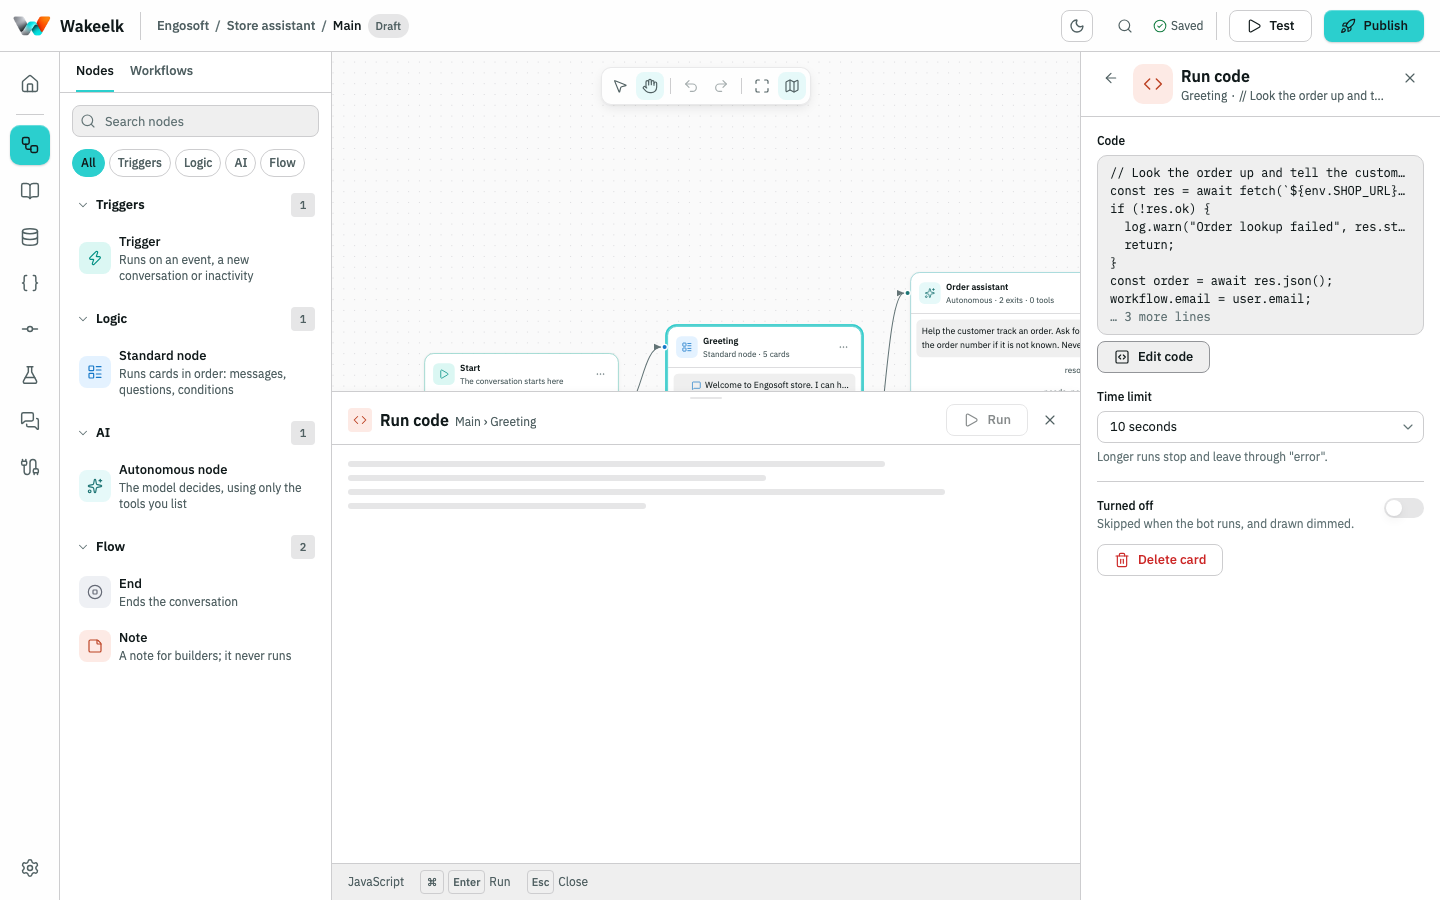 Wakeelk
Engosoft / Store assistant / Main Draft
Saved
Test
Publish
Nodes
Workflows
Search nodes
All
Triggers
Logic
AI
Flow
Triggers
1
Trigger
Runs on an event, a new
conversation or inactivity
Logic
1
Standard node
Runs cards in order: messages,
questions, conditions
AI
1
Autonomous node
The model decides, using only the
tools you list
Flow
2
End
Ends the conversation
Note
A note for builders; it never runs
Start
The conversation starts here
Greeting
Standard node · 5 cards
Welcome to Engosoft store. I can h...
Order assistant
Autonomous · 2 exits · 0 tools
Help the customer track an order. Ask fo
the order number if it is not known. Neve
Run code
Main › Greeting
Run
JavaScript
⌘ Enter Run
Esc Close
Run code
Greeting · // Look the order up and t...
Code
// Look the order up and tell the custom…
const res = await fetch(`${env.SHOP_URL}…
if (!res.ok) {
log.warn("Order lookup failed", res.st…
return;
}
const order = await res.json();
workflow.email = user.email;
… 3 more lines
Edit code
Time limit
10 seconds
Longer runs stop and leave through "error".
Turned off
Skipped when the bot runs, and drawn dimmed.
Delete card